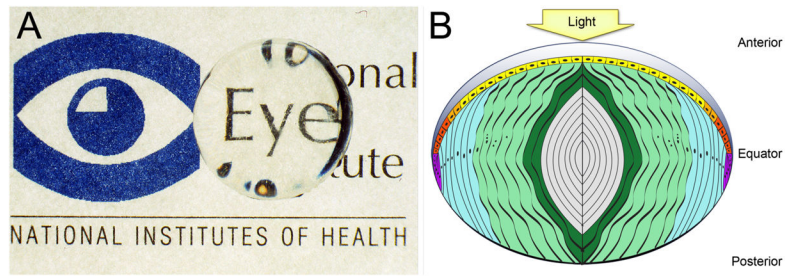 A
onal
Eye
tute
NATIONAL INSTITUTES OF HEALTH
B
Light
Anterior
Equator
Posterior